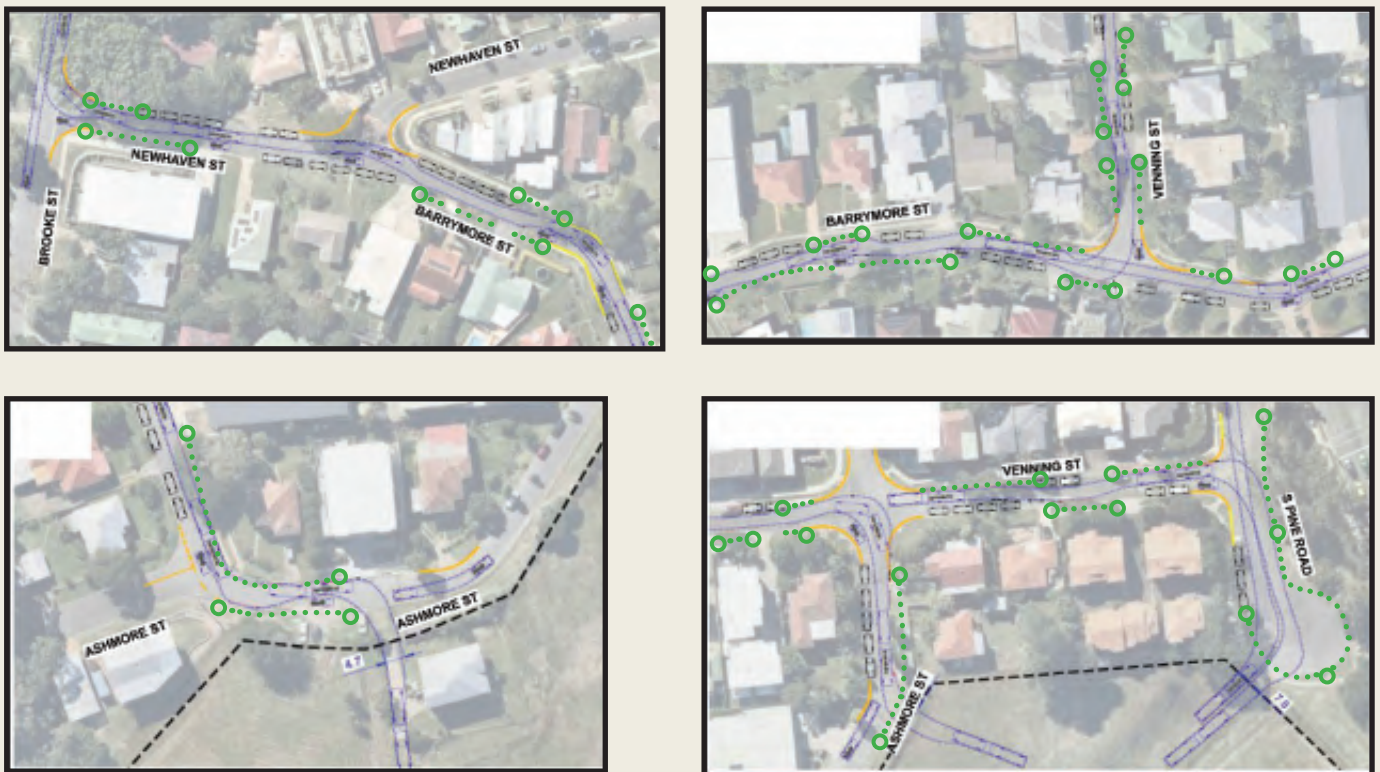 NEWHAVEN ST
NEWHAVEN ST
BARRYMORE ST
BROOKE ST
BARRYMORE ST
VENNING ST
ASHMORE ST
ASHMORE ST
4.7
VENNING ST
S PINE ROAD
ASHMORE ST
7.6